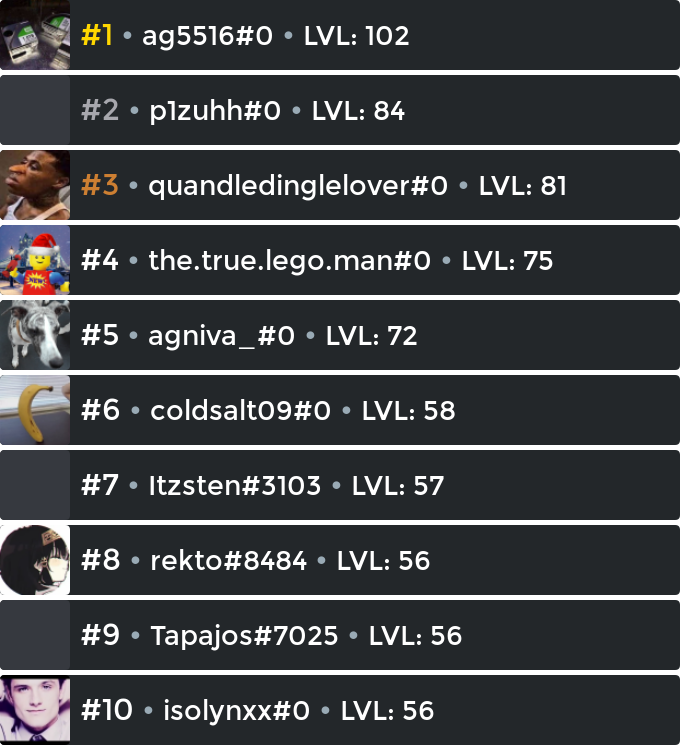 #1 • ag5516#0 • LVL: 102
#2 • p1zuhh#0 • LVL: 84
#3 • quandledinglelover#0 • LVL: 81
#4 • the.true.lego.man#0 • LVL: 75
NEW!
#5 • agniva_#0 • LVL: 72
#6 • coldsalt09#0 • LVL: 58
#7 • Itzsten#3103 • LVL: 57
#8 • rekto#8484 • LVL: 56
#9 • Tapajos#7025 • LVL: 56
#10 • isolynxx#0 • LVL: 56